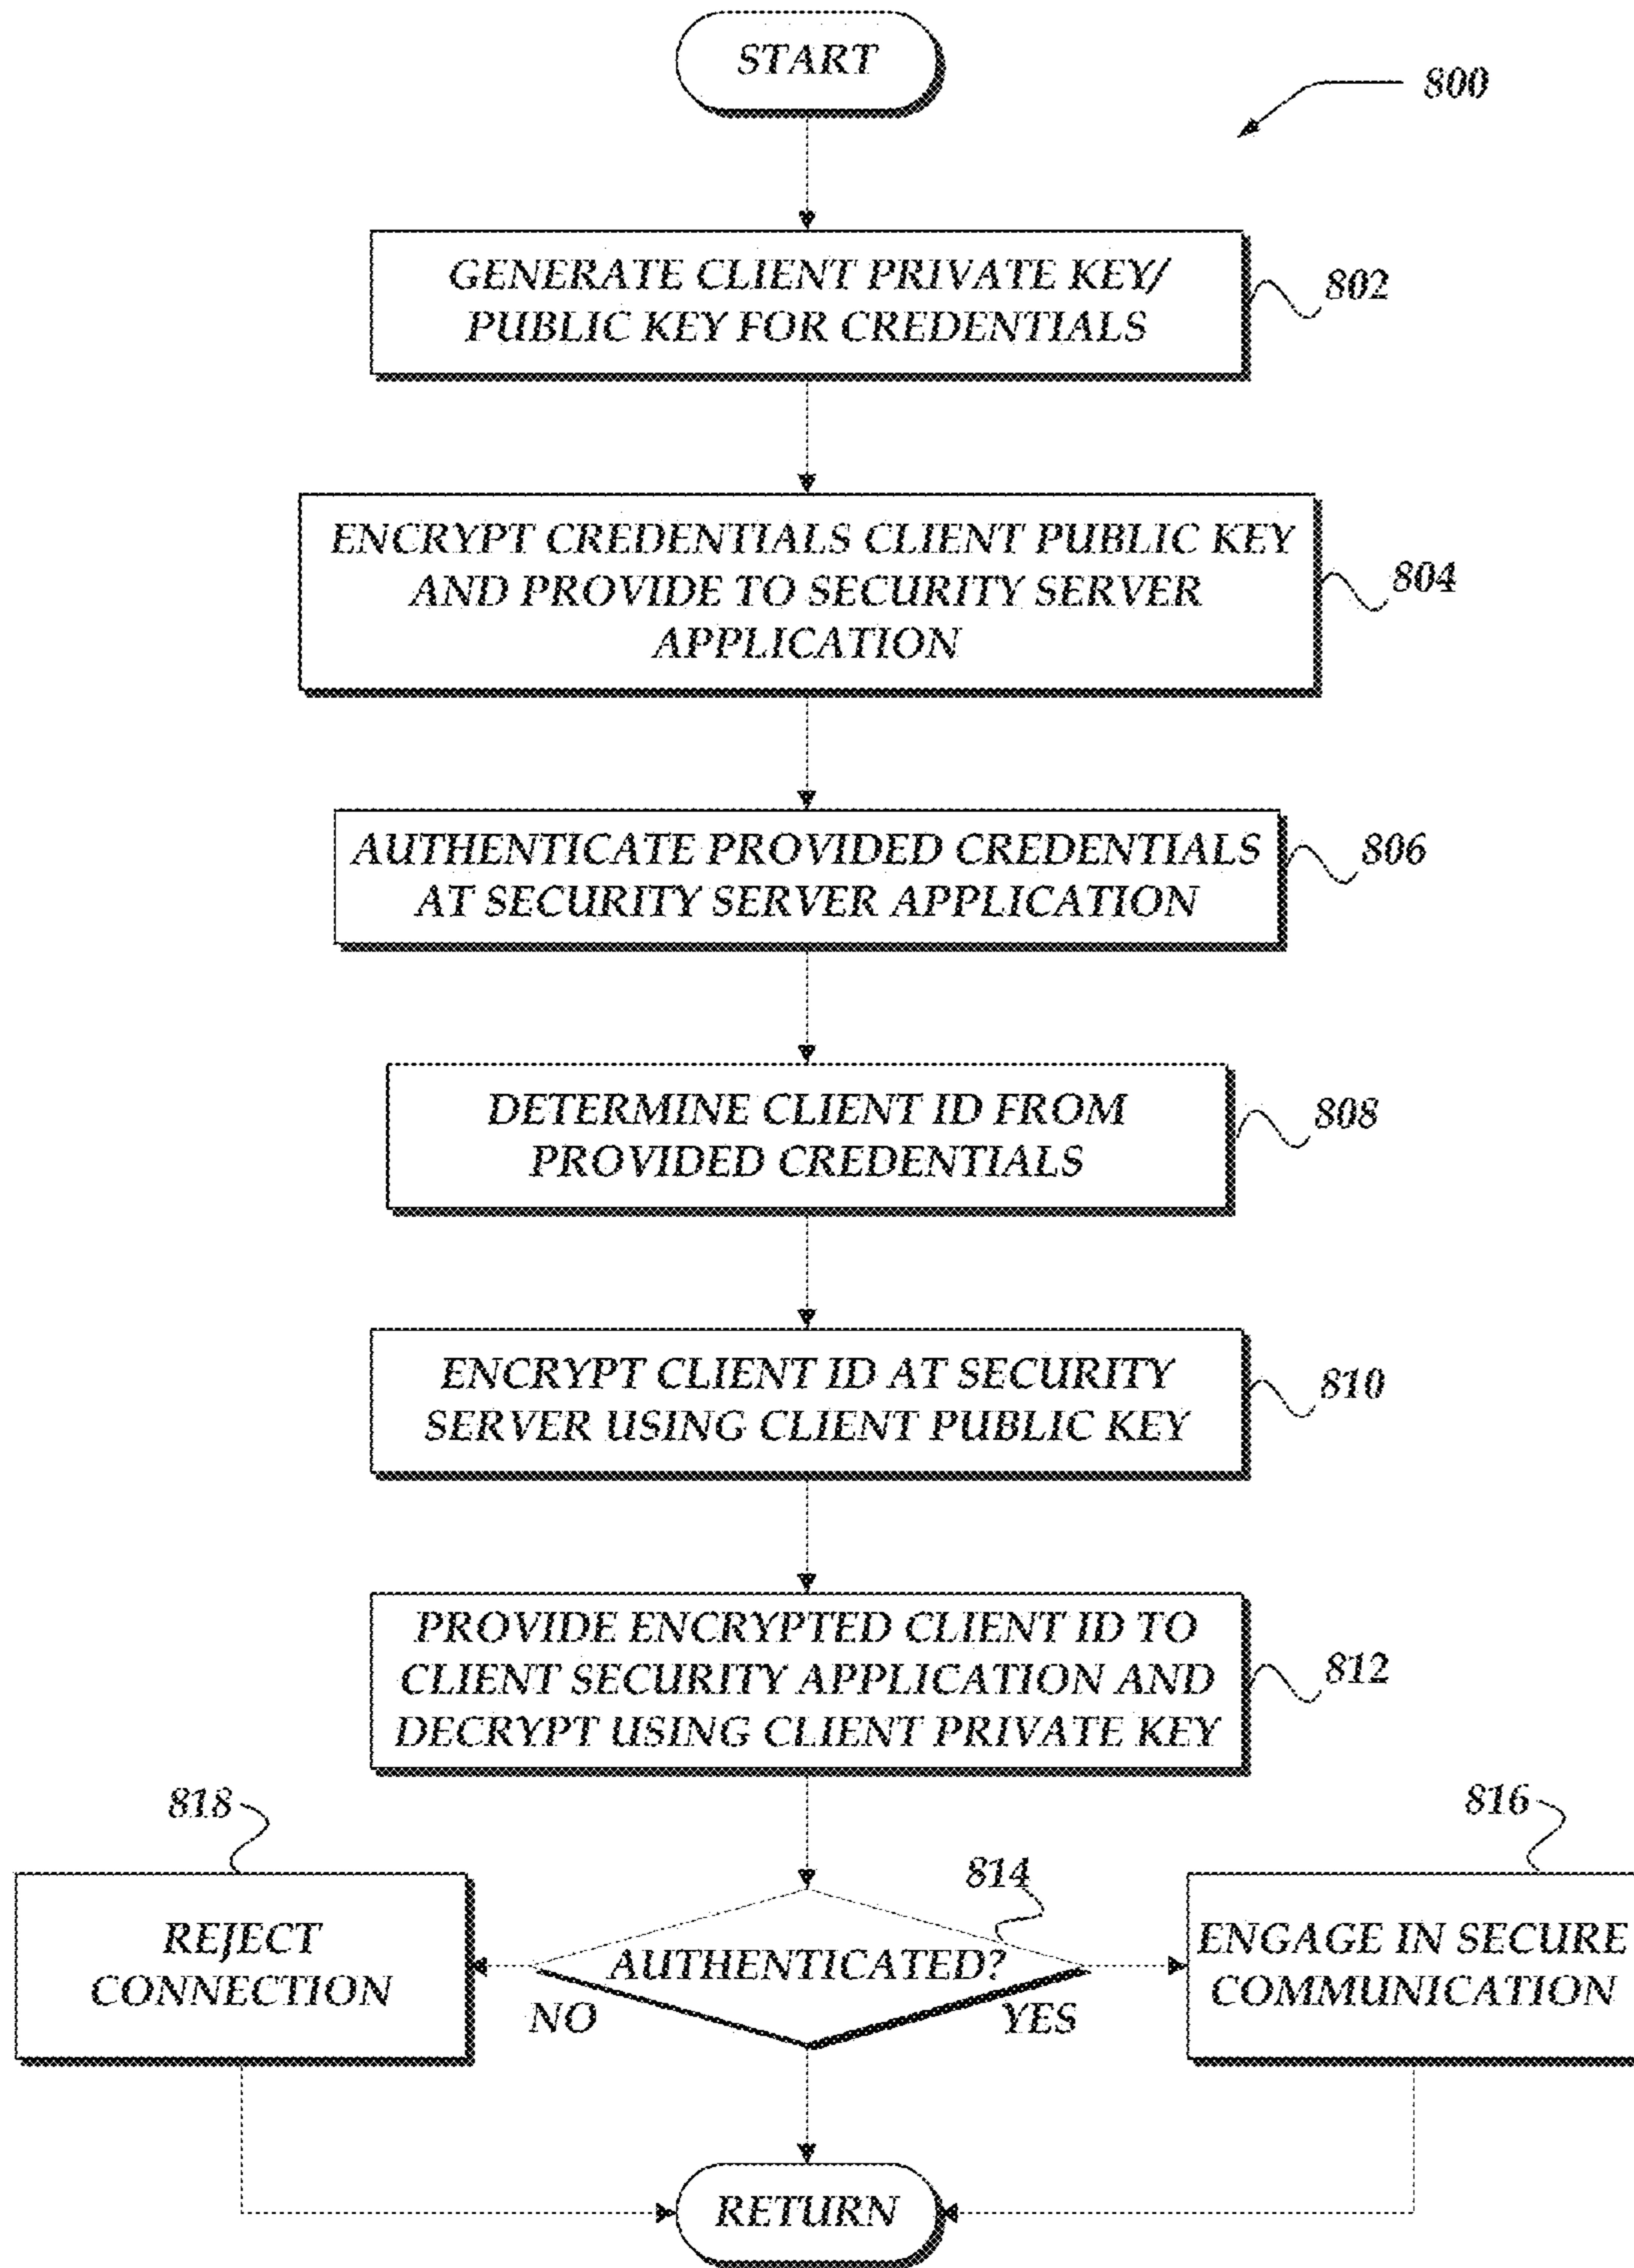 START
800
GENERATE CLIENT PRIVATE KEY/
PUBLIC KEY FOR CREDENTIALS
802
ENCRYPT CREDENTIALS CLIENT PUBLIC KEY
AND PROVIDE TO SECURITY SERVER
APPLICATION
804
AUTHENTICATE PROVIDED CREDENTIALS
AT SECURITY SERVER APPLICATION
806
DETERMINE CLIENT ID FROM
PROVIDED CREDENTIALS
808
ENCRYPT CLIENT ID AT SECURITY
SERVER USING CLIENT PUBLIC KEY
810
PROVIDE ENCRYPTED CLIENT ID TO
CLIENT SECURITY APPLICATION AND
DECRYPT USING CLIENT PRIVATE KEY
812
818
REJECT
CONNECTION
814
AUTHENTICATED?
NO
YES
816
ENGAGE IN SECURE
COMMUNICATION
RETURN